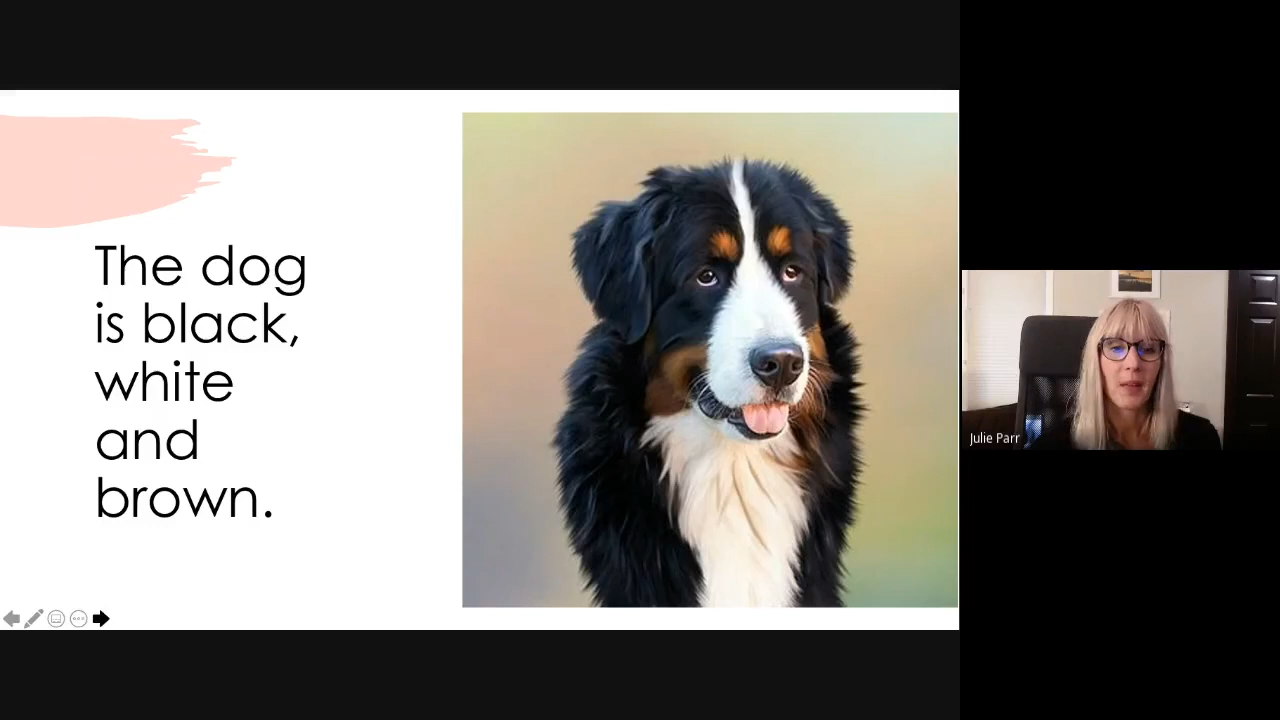 The dog
is black,
white
and
brown.
Julie Parr